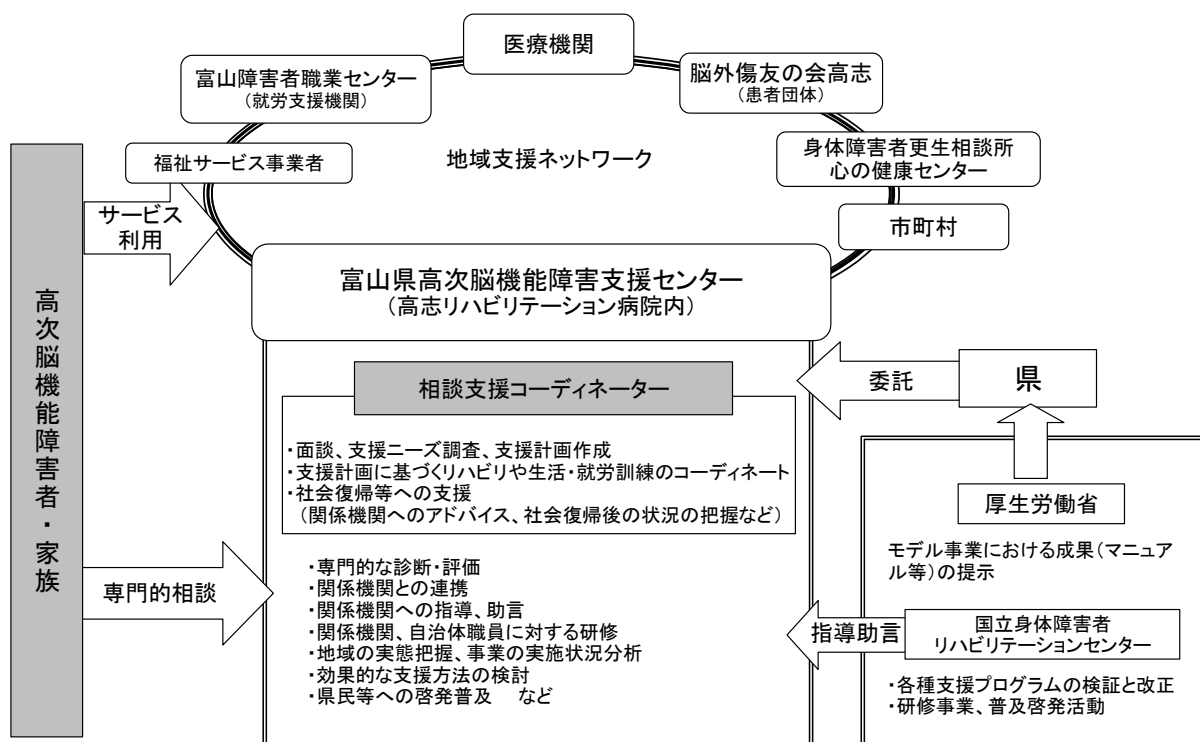 医療機関
富山障害者職業センター
（就労支援機関）
脳外傷友の会高志
（患者団体）
福祉サービス事業者
地域支援ネットワーク
身体障害者更生相談所
心の健康センター
市町村
サービス
利用
富山県高次脳機能障害支援センター
（高志リハビリテーション病院内）
高次脳機能障害者・家族
相談支援コーディネーター
委託
県
・面談、支援ニーズ調査、支援計画作成
・支援計画に基づくリハビリや生活・就労訓練のコーディネート
・社会復帰等への支援
（関係機関へのアドバイス、社会復帰後の状況の把握など）
厚生労働省
モデル事業における成果（マニュア
ル等）の提示
専門的相談
・専門的な診断・評価
・関係機関との連携
・関係機関への指導、助言
・関係機関、自治体職員に対する研修
・地域の実態把握、事業の実施状況分析
・効果的な支援方法の検討
・県民等への啓発普及　など
指導助言
国立身体障害者
リハビリテーションセンター
・各種支援プログラムの検証と改正
・研修事業、普及啓発活動